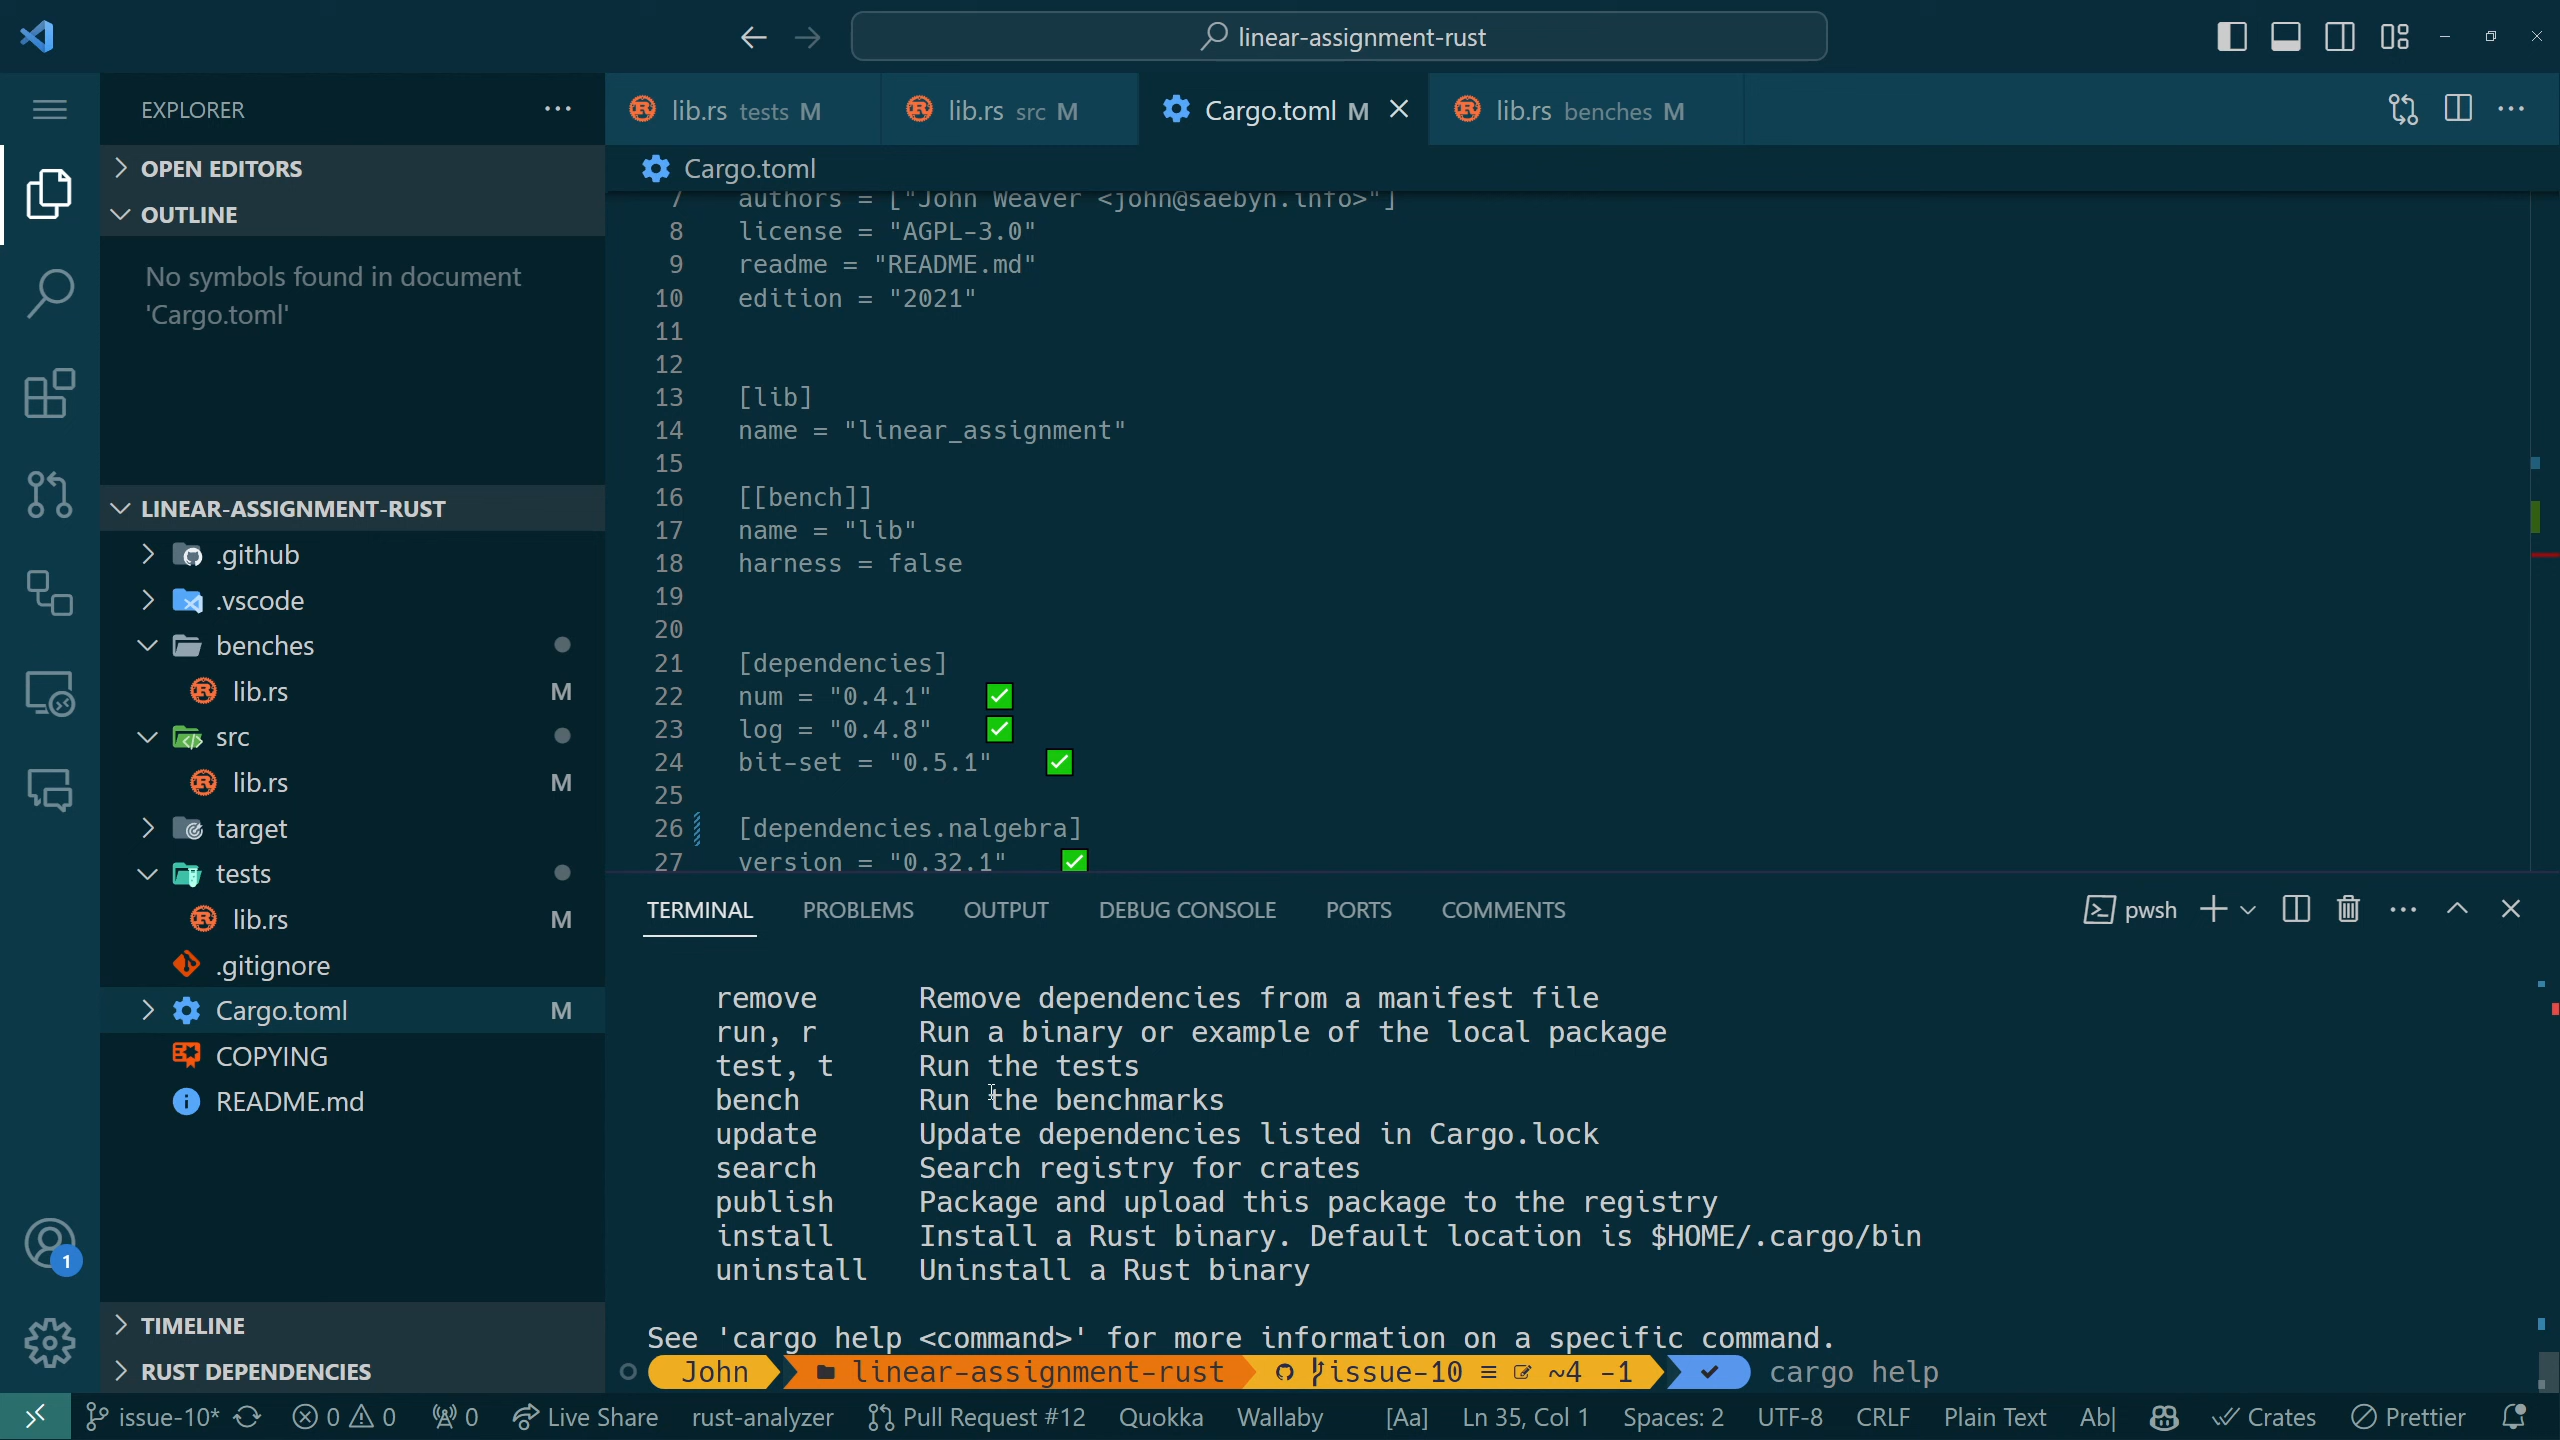 linear-assignment-rust
EXPLORER
OPEN EDITORS
OUTLINE
No symbols found in document
'Cargo.toml'
LINEAR-ASSIGNMENT-RUST
.github
.vscode
benches
lib.rs M
src
lib.rs M
target
tests
lib.rs M
.gitignore
Cargo.toml M
COPYING
README.md
TIMELINE
RUST DEPENDENCIES
1
lib.rs tests M
lib.rs src M
Cargo.toml M
lib.rs benches M
Cargo.toml
7 authors = ["John Weaver <john@saebyn.info>"]
8 license = "AGPL-3.0"
9 readme = "README.md"
10 edition = "2021"
11
12
13 [lib]
14 name = "linear_assignment"
15
16 [[bench]]
17 name = "lib"
18 harness = false
19
20
21 [dependencies]
22 num = "0.4.1" ✅
23 log = "0.4.8" ✅
24 bit-set = "0.5.1" ✅
25
26 [dependencies.nalgebra]
27 version = "0.32.1" ✅
TERMINAL PROBLEMS OUTPUT DEBUG CONSOLE PORTS COMMENTS
pwsh
remove Remove dependencies from a manifest file
run, r Run a binary or example of the local package
test, t Run the tests
bench Run the benchmarks
update Update dependencies listed in Cargo.lock
search Search registry for crates
publish Package and upload this package to the registry
install Install a Rust binary. Default location is $HOME/.cargo/bin
uninstall Uninstall a Rust binary
See 'cargo help <command>' for more information on a specific command.
John linear-assignment-rust issue-10 ≡ ~4 -1 cargo help
issue-10* 0 0 0 Live Share rust-analyzer Pull Request #12 Quokka Wallaby [Aa] Ln 35, Col 1 Spaces: 2 UTF-8 CRLF Plain Text Ab| Crates Prettier